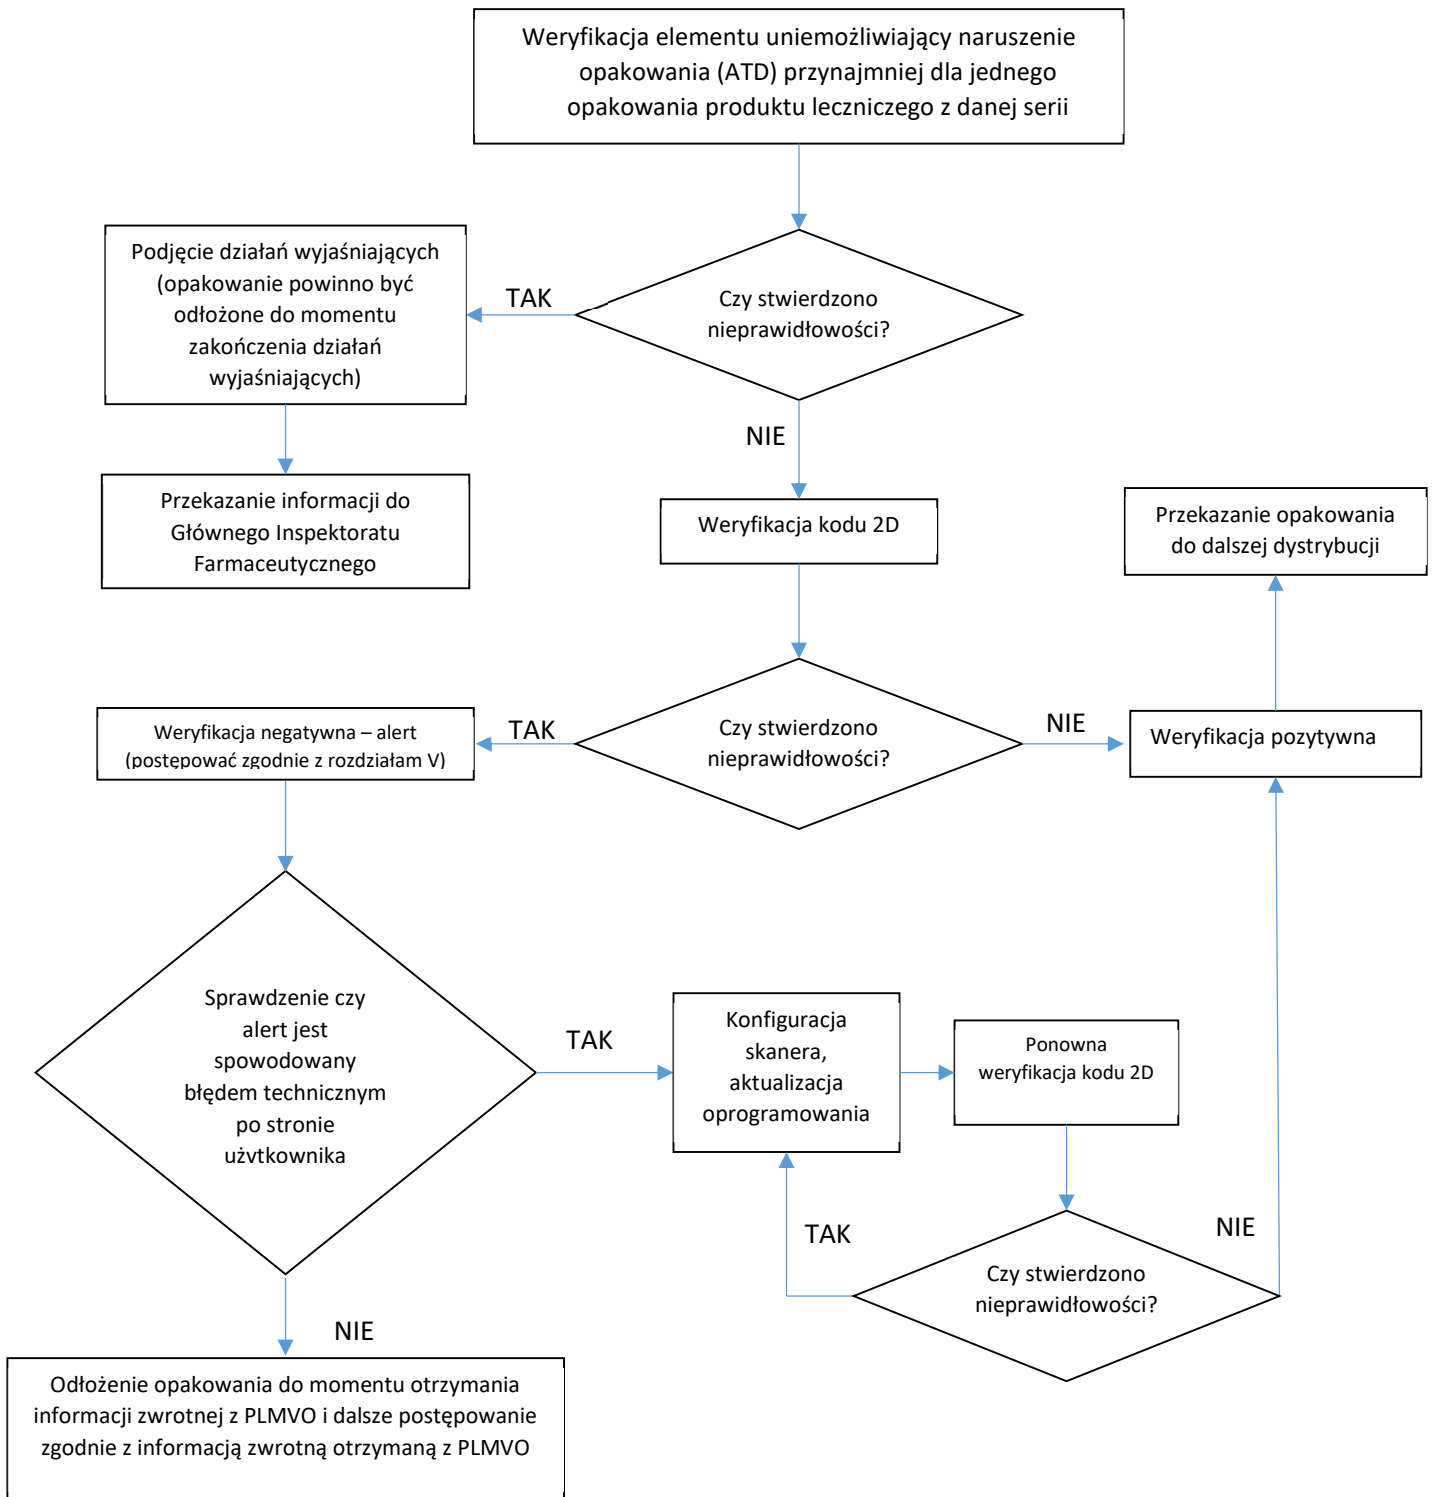 Weryfikacja elementu uniemożliwiający naruszenie
opakowania (ATD) przynajmniej dla jednego
opakowania produktu leczniczego z danej serii
Podjęcie działań wyjaśniających
(opakowanie powinno być
odłożone do momentu
zakończenia działań
wyjaśniających)
TAK
Czy stwierdzono
nieprawidłowości?
NIE
Przekazanie informacji do
Głównego Inspektoratu
Farmaceutycznego
Weryfikacja kodu 2D
Przekazanie opakowania
do dalszej dystrybucji
Weryfikacja negatywna – alert
(postępować zgodnie z rozdziałam V)
TAK
Czy stwierdzono
nieprawidłowości?
NIE
Weryfikacja pozytywna
Sprawdzenie czy
alert jest
spowodowany
błędem technicznym
po stronie
użytkownika
TAK
Konfiguracja
skanera,
aktualizacja
oprogramowania
Ponowna
weryfikacja kodu 2D
TAK
NIE
Czy stwierdzono
nieprawidłowości?
NIE
Odłożenie opakowania do momentu otrzymania
informacji zwrotnej z PLMVO i dalsze postępowanie
zgodnie z informacją zwrotną otrzymaną z PLMVO